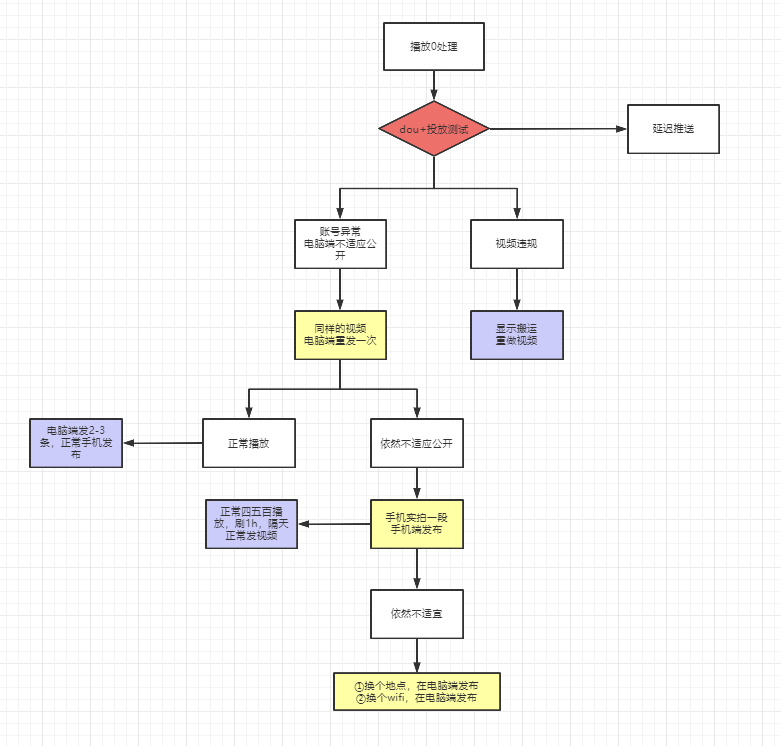 播放0处理
dou+投放测试
延迟推送
账号异常
电脑端不适应公
开
视频违规
同样的视频
电脑端重发一次
显示搬运
重做视频
电脑端发2-3
条，正常手机发
布
正常播放
依然不适应公开
正常四五百播
放，刷1h，隔天
正常发视频
手机实拍一段
手机端发布
依然不适宜
①换个地点，在电脑端发布
②换个wifi，在电脑端发布